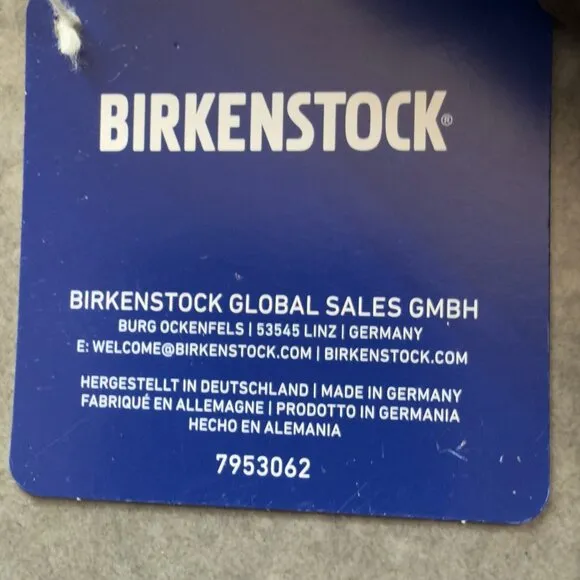 BIRKENSTOCK®
BIRKENSTOCK GLOBAL SALES GMBH
BURG OCKENFELS | 53545 LINZ | GERMANY
E: WELCOME@BIRKENSTOCK.COM | BIRKENSTOCK.COM
HERGESTELLT IN DEUTSCHLAND | MADE IN GERMANY
FABRIQUÉ EN ALLEMAGNE | PRODOTTO IN GERMANIA
HECHO EN ALEMANIA
7953062